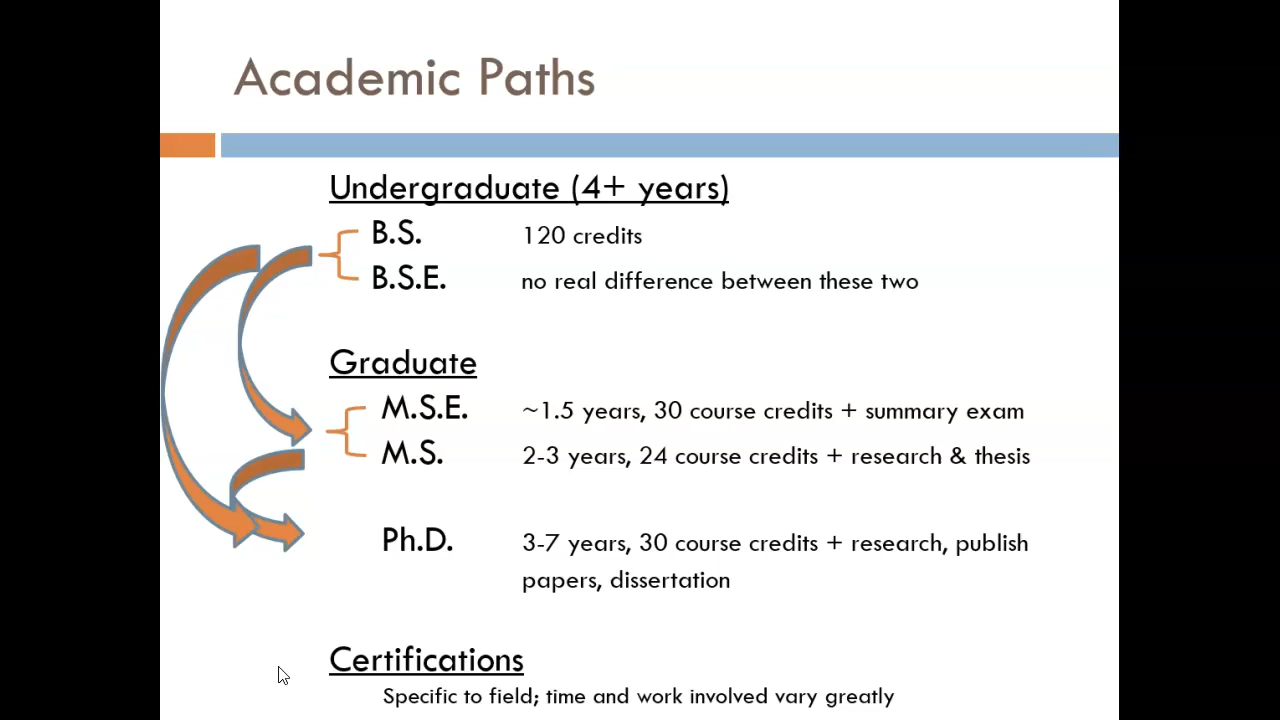 Academic Paths
Undergraduate (4+ years)
B.S. 120 credits
B.S.E. no real difference between these two
Graduate
M.S.E. ~1.5 years, 30 course credits + summary exam
M.S. 2-3 years, 24 course credits + research & thesis
Ph.D. 3-7 years, 30 course credits + research, publish
papers, dissertation
Certifications
Specific to field; time and work involved vary greatly